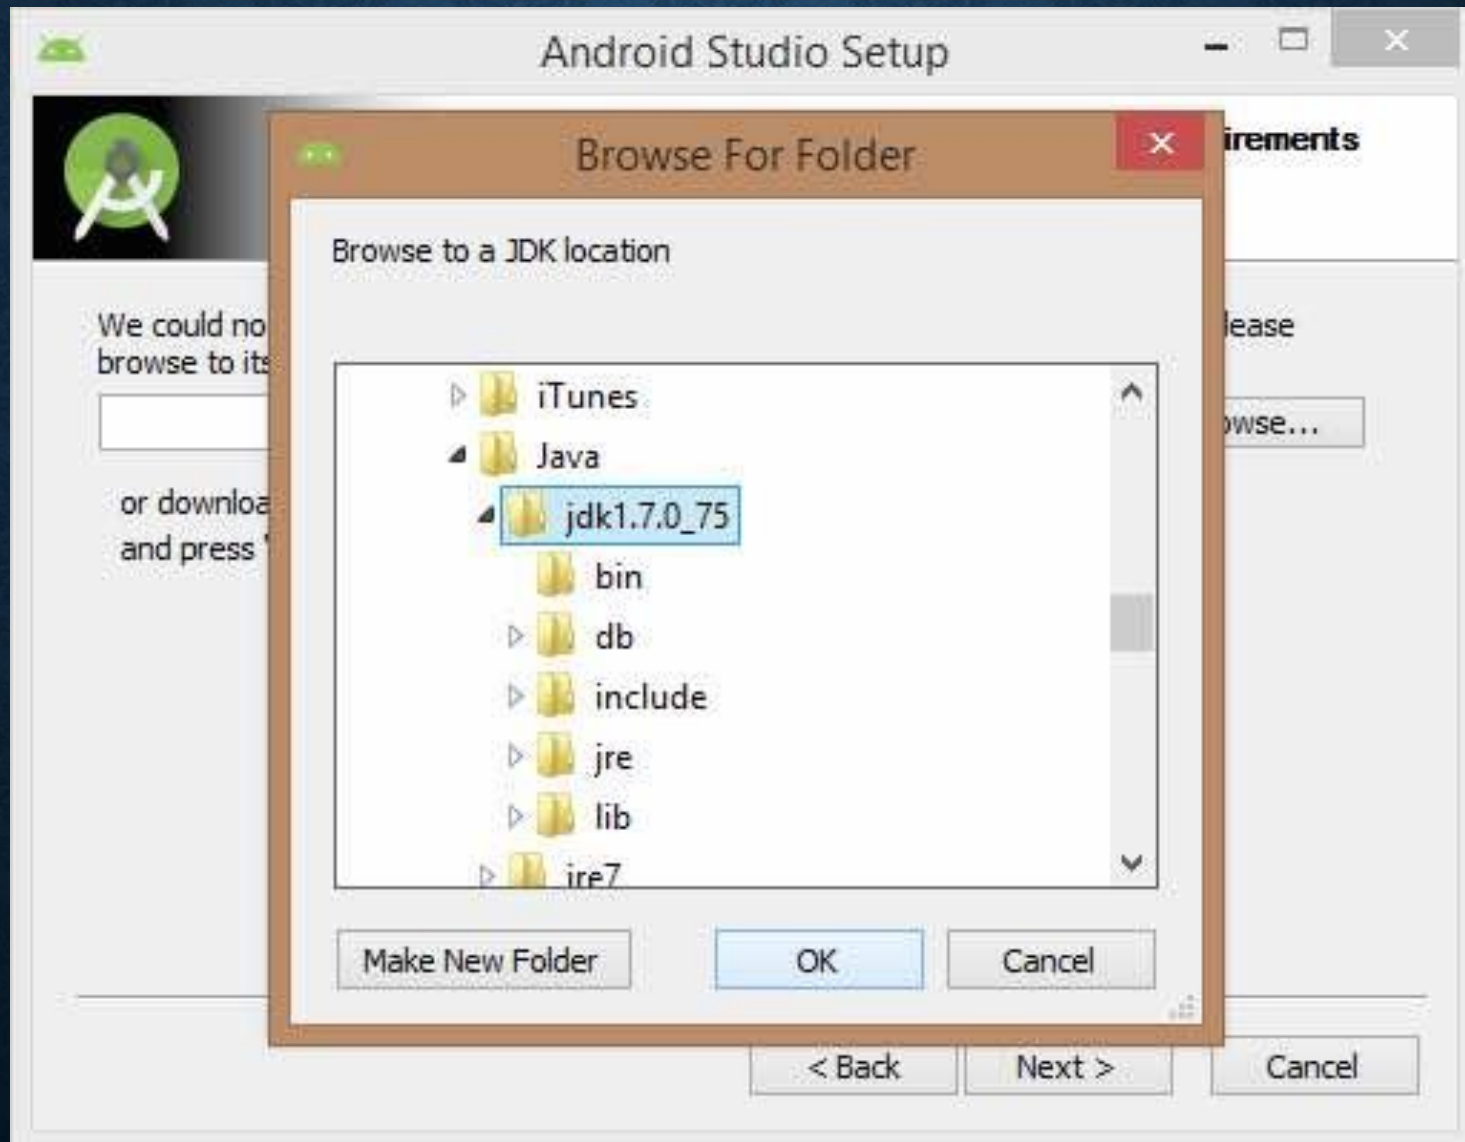 Android Studio Setup
irements
Browse For Folder
Browse to a JDK location
We could no
lease
browse to its
owse...
or downloa
and press
iTunes
Java
jdk1.7.0_75
bin
db
include
jre
lib
jre7
Make New Folder
OK
Cancel
< Back
Next >
Cancel